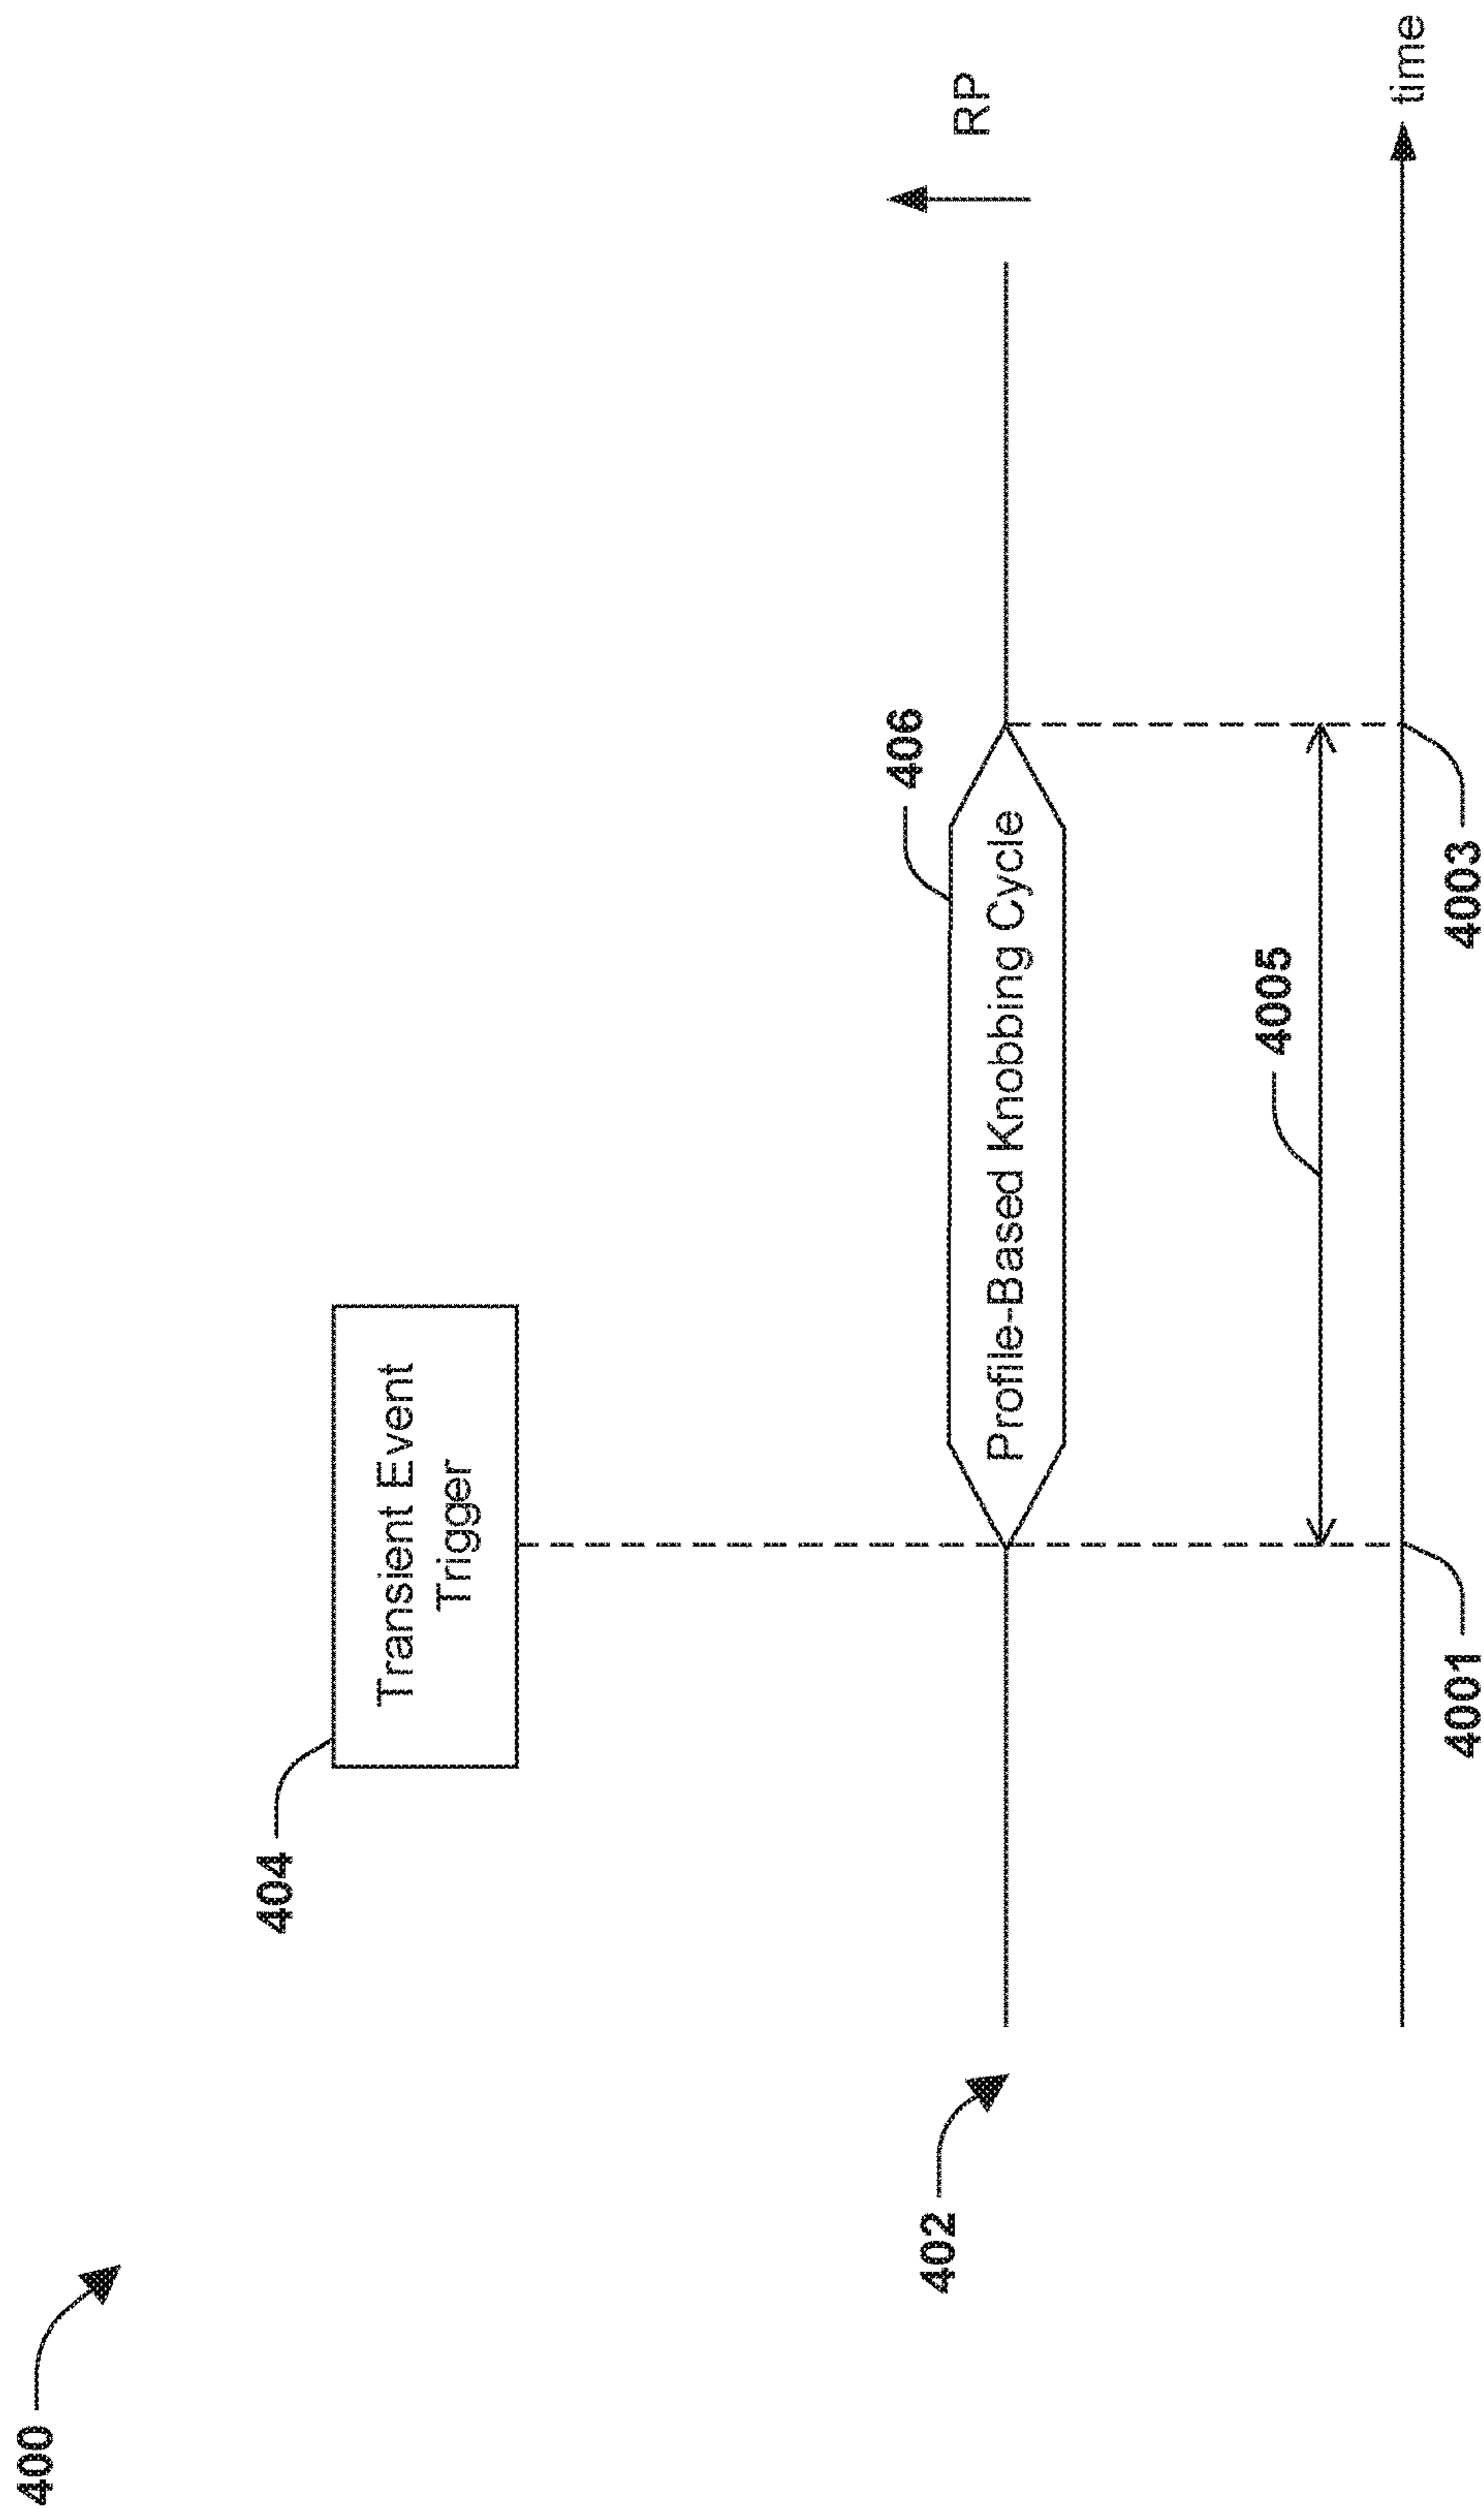 400
404
Transient Event
Trigger
402
406
RP
Profile-Based Knobbing Cycle
4005
time
4001
4003